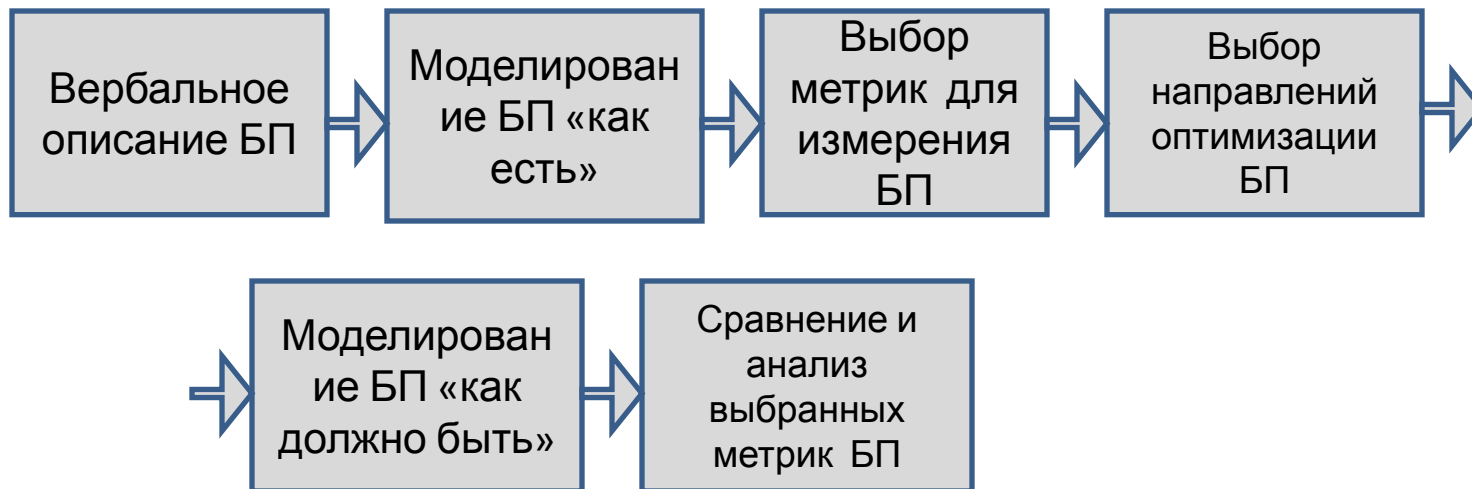 Вербальное
описание БП
Моделирован
ие БП «как
есть»
Выбор
метрик для
измерения
БП
Выбор
направлений
оптимизации
БП
Моделирован
ие БП «как
должно быть»
Сравнение и
анализ
выбранных
метрик БП